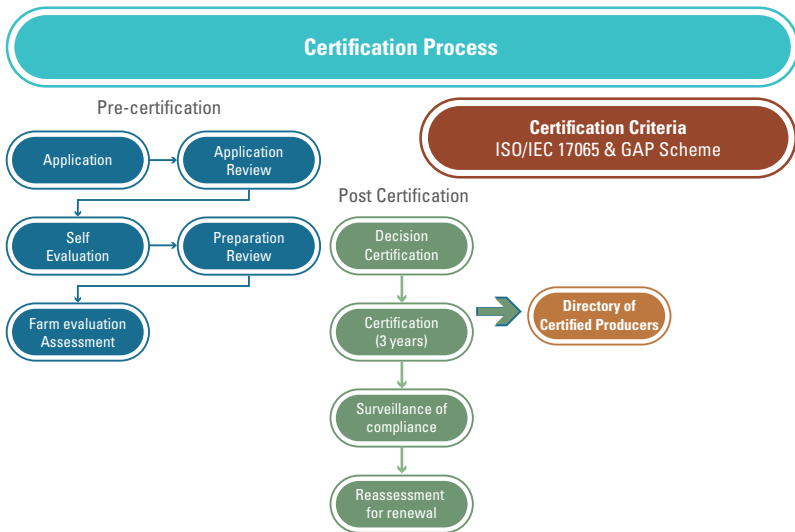 Certification Process
Pre-certification
Certification Criteria
ISO/IEC 17065 & GAP Scheme
Application
Application
Review
Self
Evaluation
Preparation
Review
Farm evaluation
Assessment
Post Certification
Decision
Certification
Certification
(3 years)
Directory of
Certified Producers
Surveillance of
compliance
Reassessment
for renewal